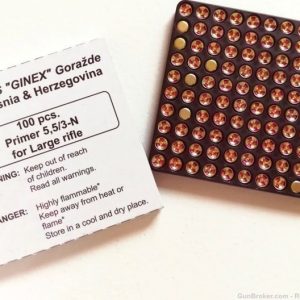 S "GINEX" Goražde
snia & Herzegovina
100 pcs.
Primer 5,5/3-N
for Large rifle
NING: Keep out of reach
of children.
Read all warnings.
ANGER: Highly flammable"
Keep away from heat or
flame"
Store in a cool and dry place.
GunBroker.com - R